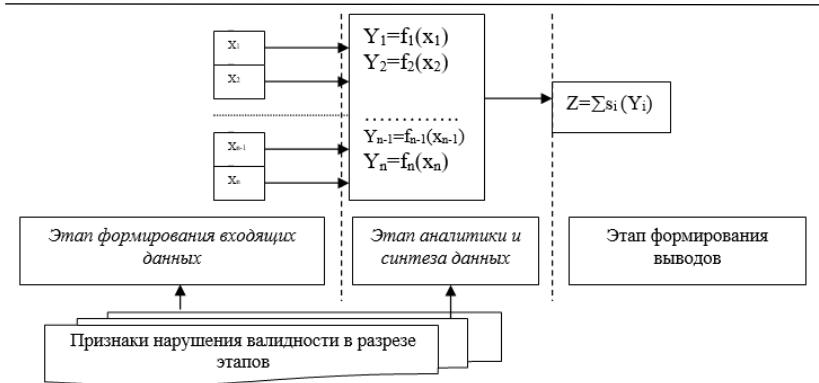 X₁
X₂
Xₙ₋₁
Xₙ
Y₁=f₁(x₁)
Y₂=f₂(x₂)
.............
Yₙ₋₁=fₙ₋₁(xₙ₋₁)
Yₙ=fₙ(xₙ)
Z=∑sᵢ(Yᵢ)
Этап формирования входящих
данных
Этап аналитики и
синтеза данных
Этап формирования
выводов
Признаки нарушения валидности в разрезе
этапов